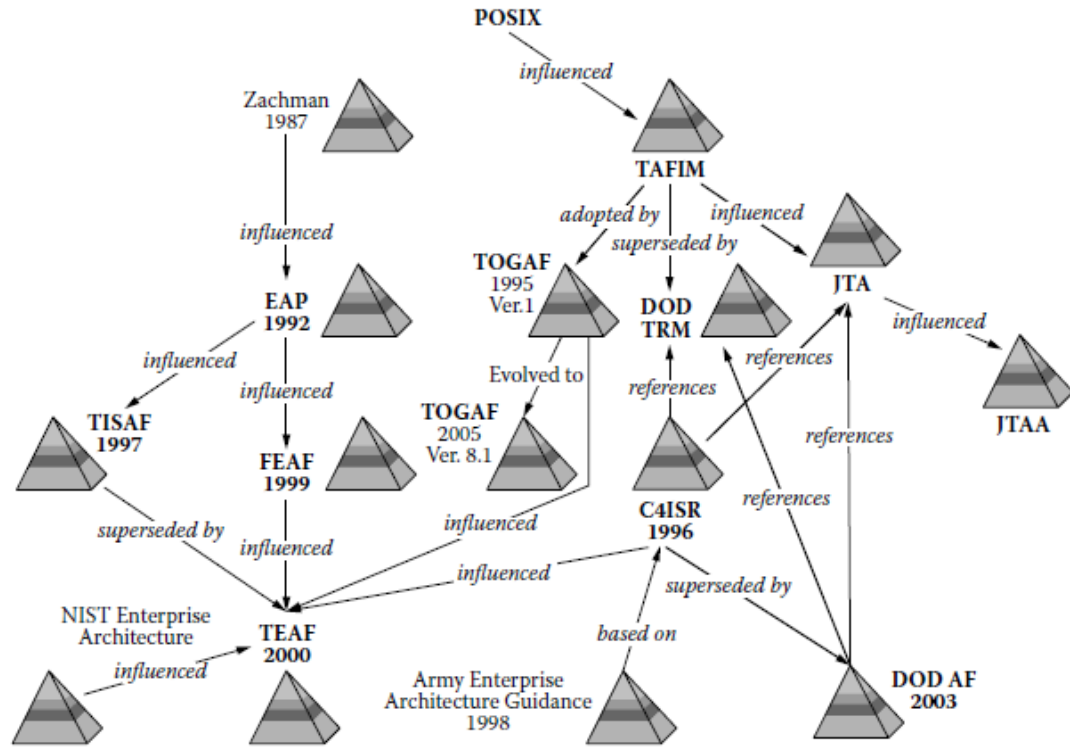 POSIX
influenced
Zachman
1987
TAFIM
adopted by
influenced
superseded by
influenced
JTA
EAP
1992
TOGAF
1995
Ver.1
DOD
TRM
influenced
influenced
references
influenced
Evolved to
references
TISAF
1997
TOGAF
2005
Ver. 8.1
JTAA
FEAF
1999
references
references
C4ISR
1996
superseded by
influenced
influenced
influenced
superseded by
NIST Enterprise
Architecture
influenced
TEAF
2000
based on
Army Enterprise
Architecture Guidance
1998
DOD AF
2003